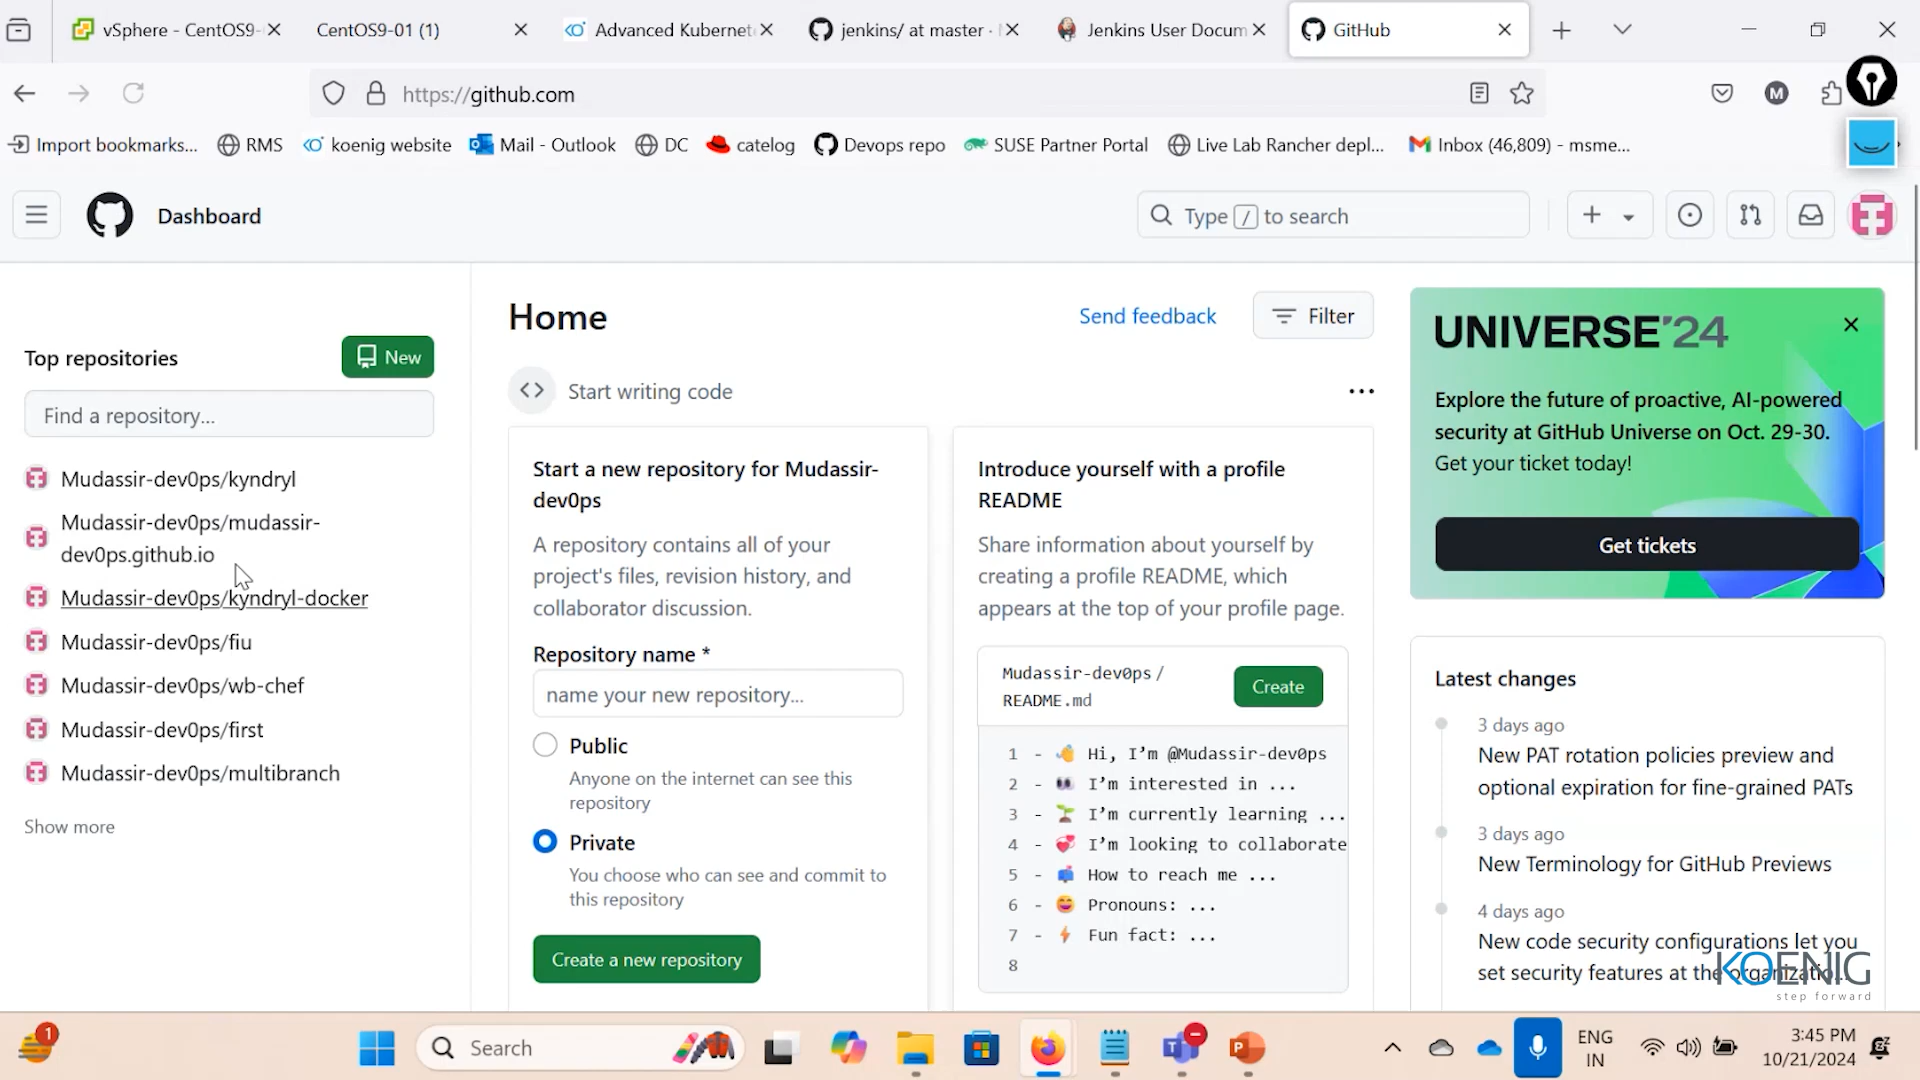 vSphere - CentOS9-
CentOS9-01 (1)
Advanced Kubernet
jenkins/ at master ·
Jenkins User Docum
GitHub
https://github.com
M
Import bookmarks...
RMS
koenig website
Mail - Outlook
DC
catelog
Devops repo
SUSE Partner Portal
Live Lab Rancher depl...
Inbox (46,809) - msme...
Dashboard
Type / to search
Top repositories
New
Find a repository...
Mudassir-dev0ps/kyndryl
Mudassir-dev0ps/mudassir-
dev0ps.github.io
Mudassir-dev0ps/kyndryl-docker
Mudassir-dev0ps/fiu
Mudassir-dev0ps/wb-chef
Mudassir-dev0ps/first
Mudassir-dev0ps/multibranch
Show more
Home
Send feedback
Filter
Start writing code
Start a new repository for Mudassir-
dev0ps
A repository contains all of your
project's files, revision history, and
collaborator discussion.
Repository name *
name your new repository...
Public
Anyone on the internet can see this
repository
Private
You choose who can see and commit to
this repository
Create a new repository
Introduce yourself with a profile
README
Share information about yourself by
creating a profile README, which
appears at the top of your profile page.
Mudassir-dev0ps/
README.md
Create
1 - 👋 Hi, I'm @Mudassir-dev0ps
2 - 👀 I'm interested in ...
3 - 🌱 I'm currently learning ...
4 - 💞️ I'm looking to collaborate
5 - 📫 How to reach me ...
6 - 😄 Pronouns: ...
7 - ⚡ Fun fact: ...
8
UNIVERSE'24
Explore the future of proactive, AI-powered
security at GitHub Universe on Oct. 29-30.
Get your ticket today!
Get tickets
Latest changes
3 days ago
New PAT rotation policies preview and
optional expiration for fine-grained PATs
3 days ago
New Terminology for GitHub Previews
4 days ago
New code security configurations let you
set security features at the organizatio...
KOENIG
step forward
1
Search
ENG
IN
3:45 PM
10/21/2024